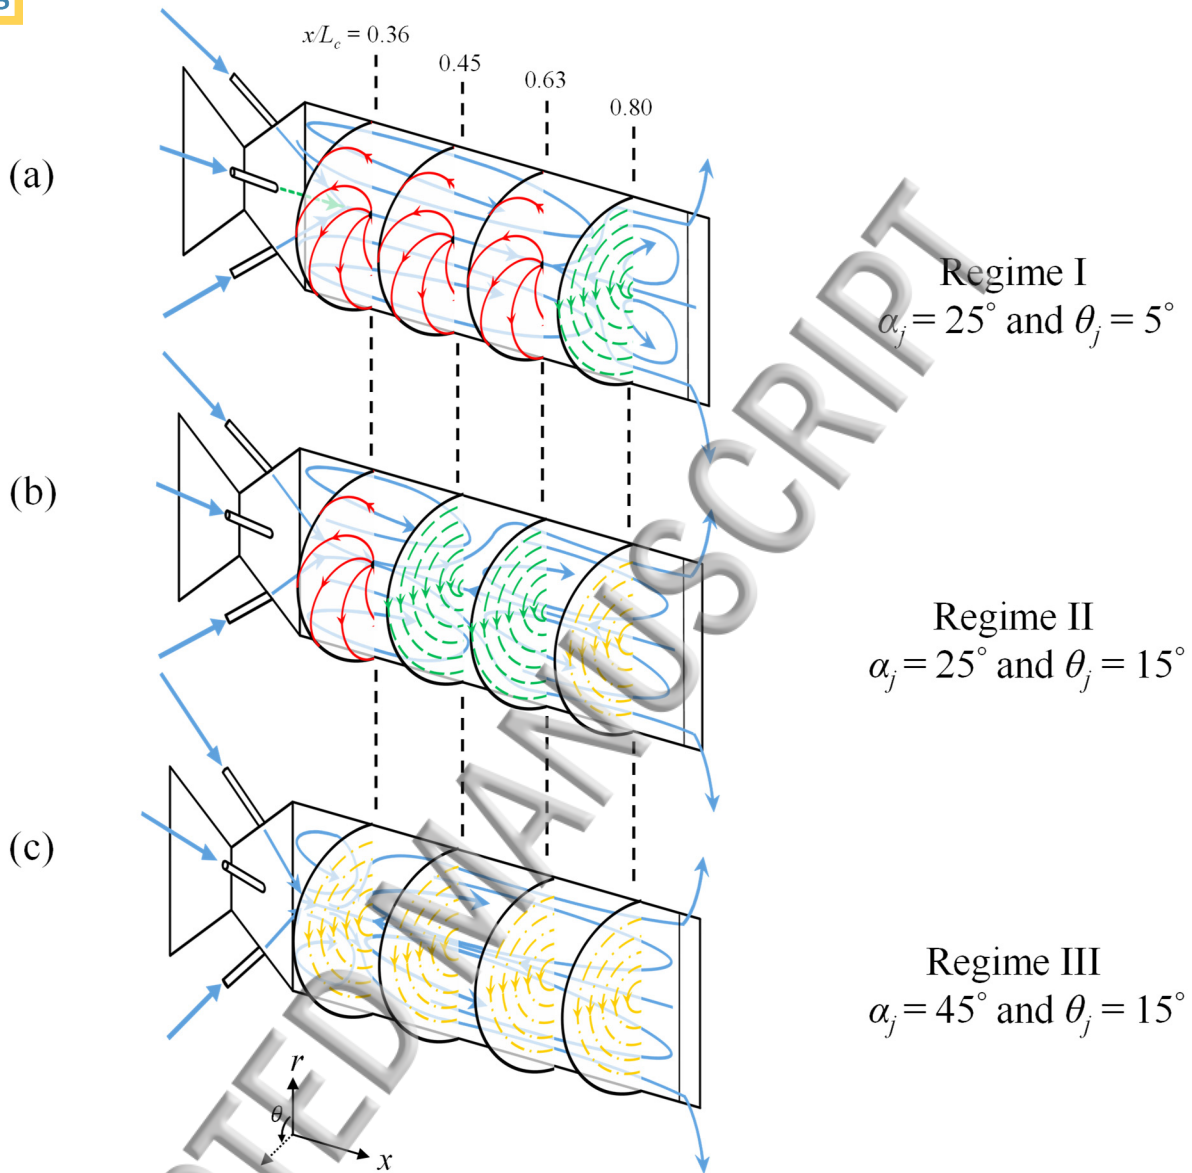 x/L_c = 0.36
0.45
0.63
0.80
(a)
Regime I
α_j = 25° and θ_j = 5°
(b)
Regime II
α_j = 25° and θ_j = 15°
(c)
Regime III
α_j = 45° and θ_j = 15°
r
θ
x
TED MANUSCRIPT